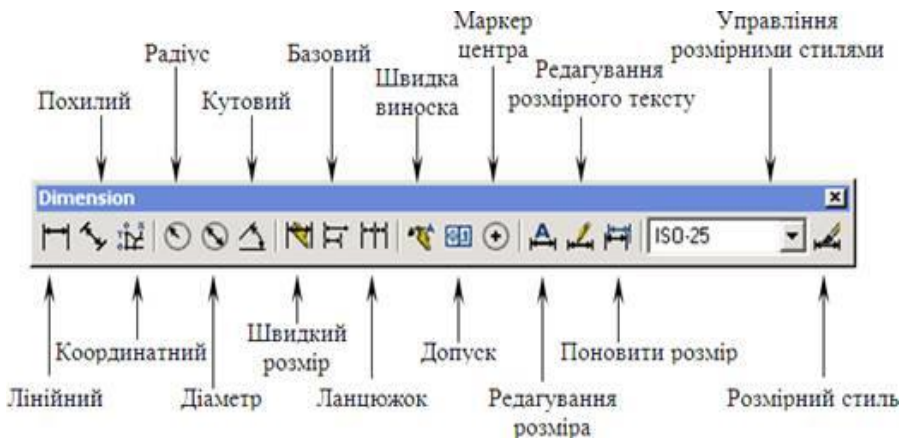 Маркер
центра
Управління
розмірними стилями
Радіус
Базовий
Швидка
виноска
Редагування
розмірного тексту
Похилий
Кутовий
Dimension
ISO-25
Координатний
Швидкий
розмір
Допуск
Поновити розмір
Лінійний
Діаметр
Ланцюжок
Редагування
розміра
Розмірний стиль